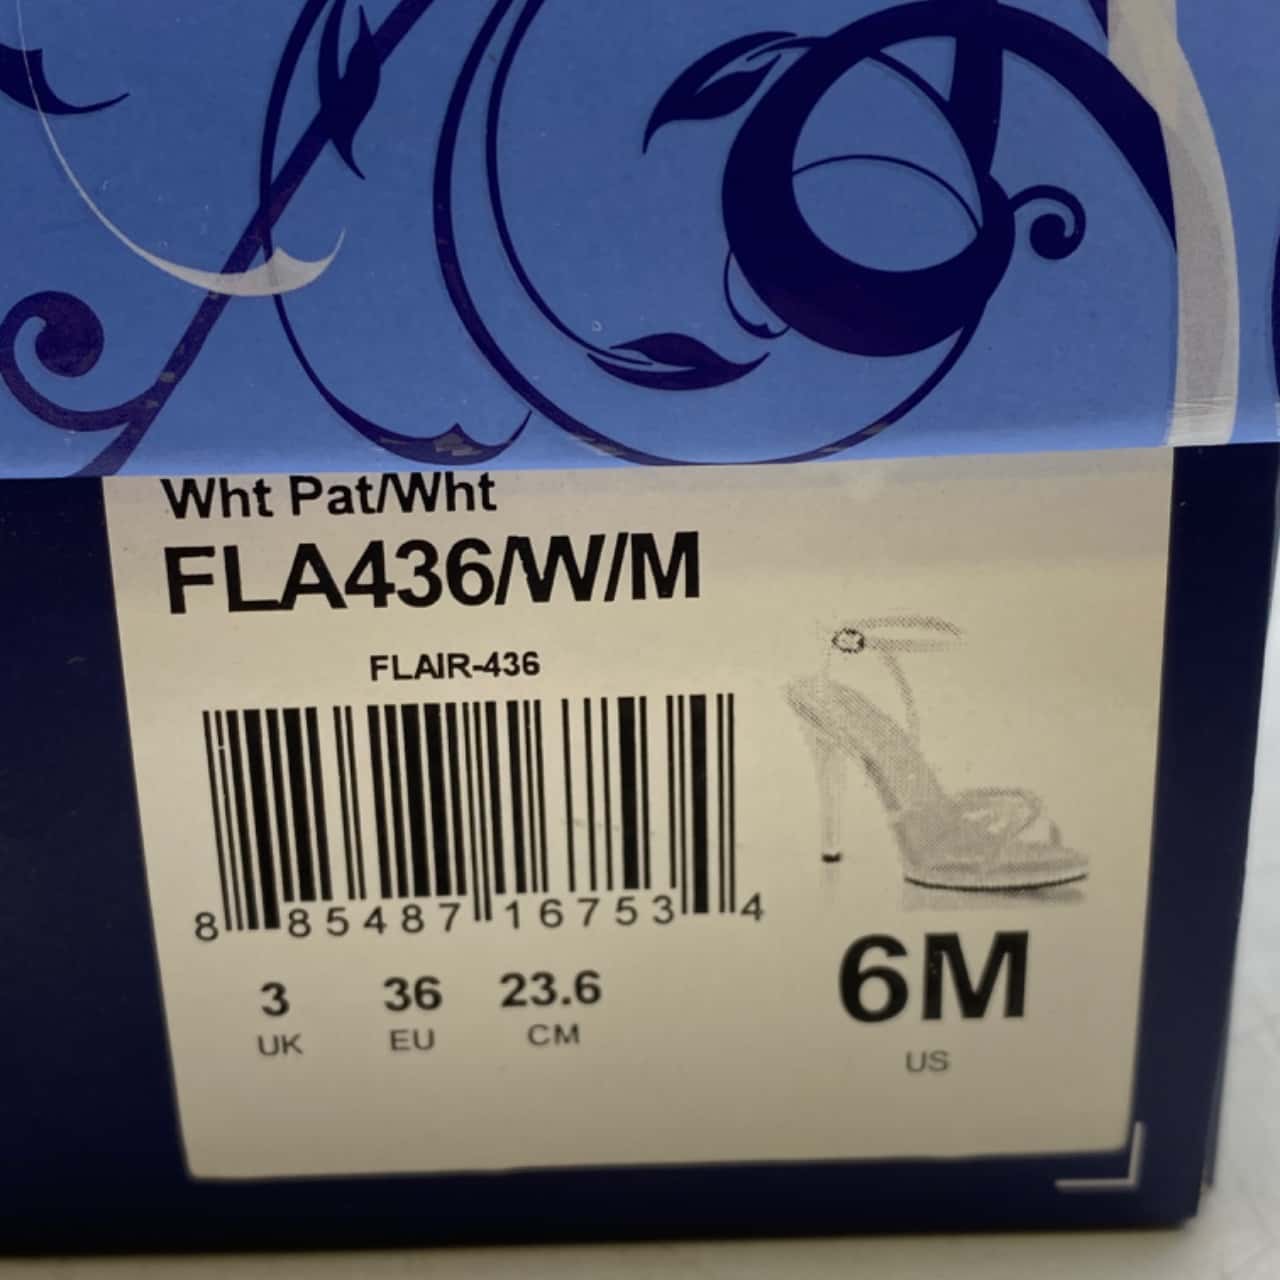 Wht Pat/Wht
FLA436/W/M
FLAIR-436
8 85487 16753 4
3 36 23.6
UK EU CM
6M
US